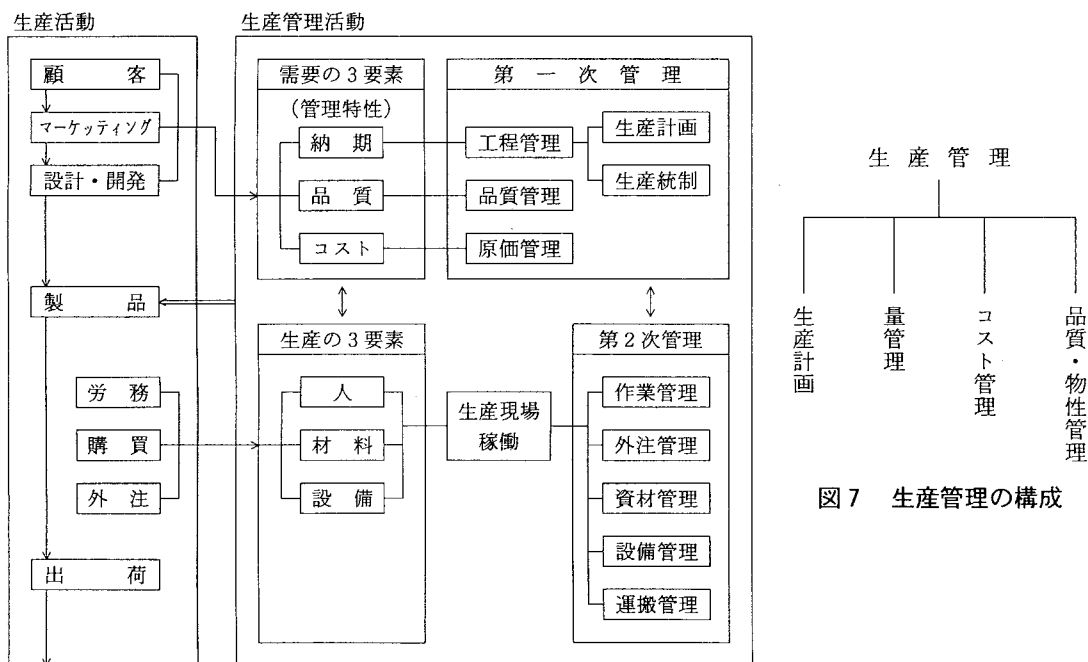 生産活動
顧客
マーケッティング
設計・開発
製品
労務
購買
外注
出荷
生産管理活動
需要の3要素
(管理特性)
納期
品質
コスト
第一次管理
工程管理
品質管理
原価管理
生産計画
生産統制
生産の3要素
人
材料
設備
生産現場
稼働
第2次管理
作業管理
外注管理
資材管理
設備管理
運搬管理
生産管理
生産計画
量管理
コスト管理
品質・物性管理
図7 生産管理の構成